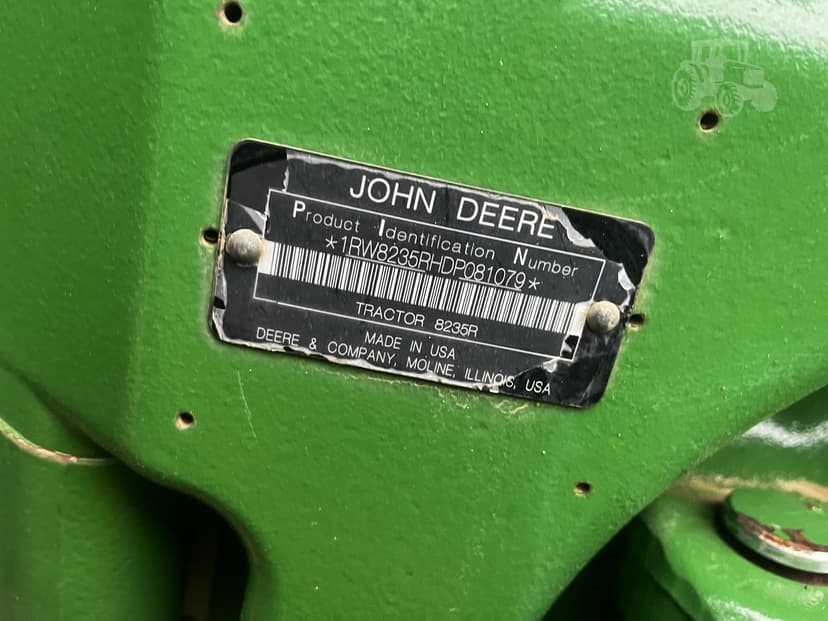 JOHN DEERE
Product Identification Number
*1RW8235RHDP081079*
TRACTOR 8235R
MADE IN USA
DEERE & COMPANY, MOLINE, ILLINOIS, USA